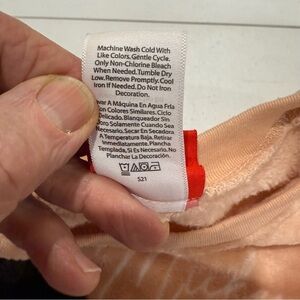 Machine Wash Cold With
Like Colors. Gentle Cycle.
Only Non-Chlorine Bleach
When Needed. Tumble Dry
Low. Remove Promptly. Cool
Iron If Needed. Do Not Iron
Decoration.
var A Máquina En Agua Fría
on Colores Similares. Ciclo
Delicado. Blanqueador Sin
oro Solamente Cuando Sea
Necesario. Secar en Secadora
A Temperatura Baja. Retirar
Inmediatamente. Plancha
Templada, Si Es Necesario. No
Planchar La Decoración.
S21